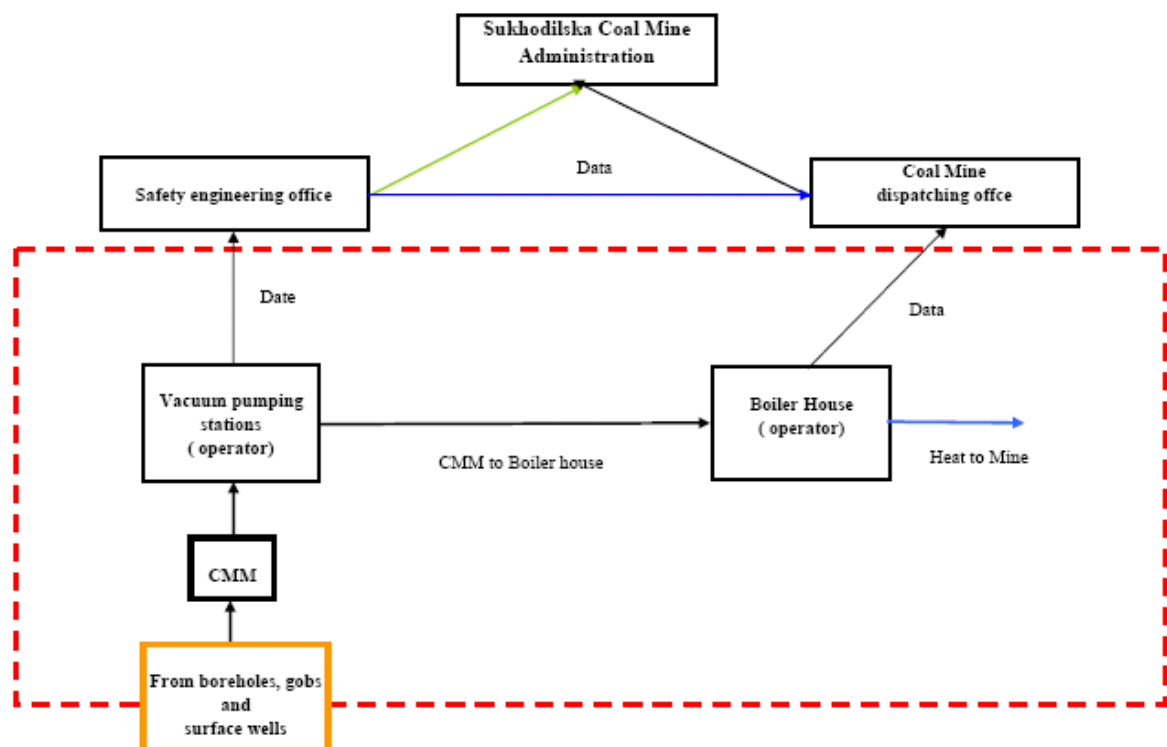 Sukhodilska Coal Mine
Administration
Data
Safety engineering office
Coal Mine
dispatching offce
Date
Data
Vacuum pumping
stations
( operator)
Boiler House
( operator)
CMM to Boiler house
Heat to Mine
CMM
From boreholes, gobs
and
surface wells